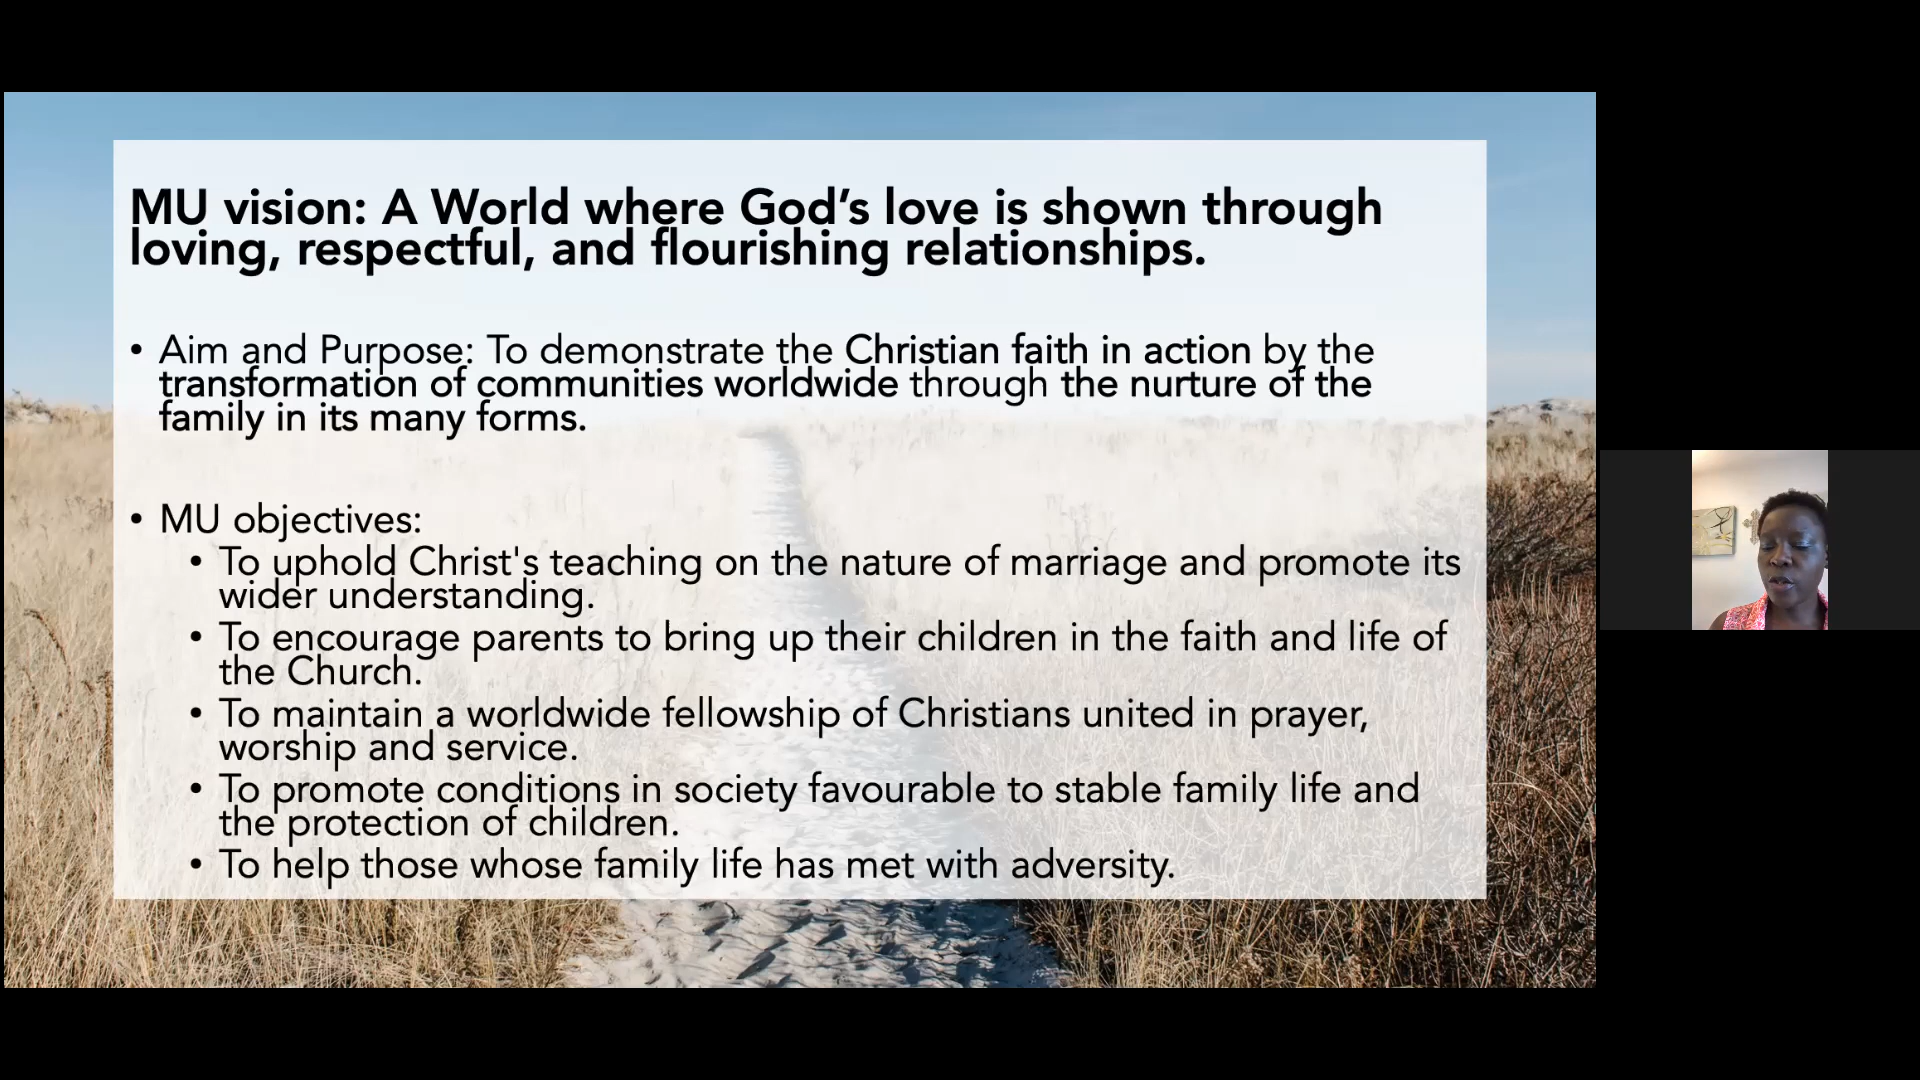 MU vision: A World where God’s love is shown through
loving, respectful, and flourishing relationships.
• Aim and Purpose: To demonstrate the Christian faith in action by the
transformation of communities worldwide through the nurture of the
family in its many forms.
• MU objectives:
• To uphold Christ's teaching on the nature of marriage and promote its
wider understanding.
• To encourage parents to bring up their children in the faith and life of
the Church.
• To maintain a worldwide fellowship of Christians united in prayer,
worship and service.
• To promote conditions in society favourable to stable family life and
the protection of children.
• To help those whose family life has met with adversity.